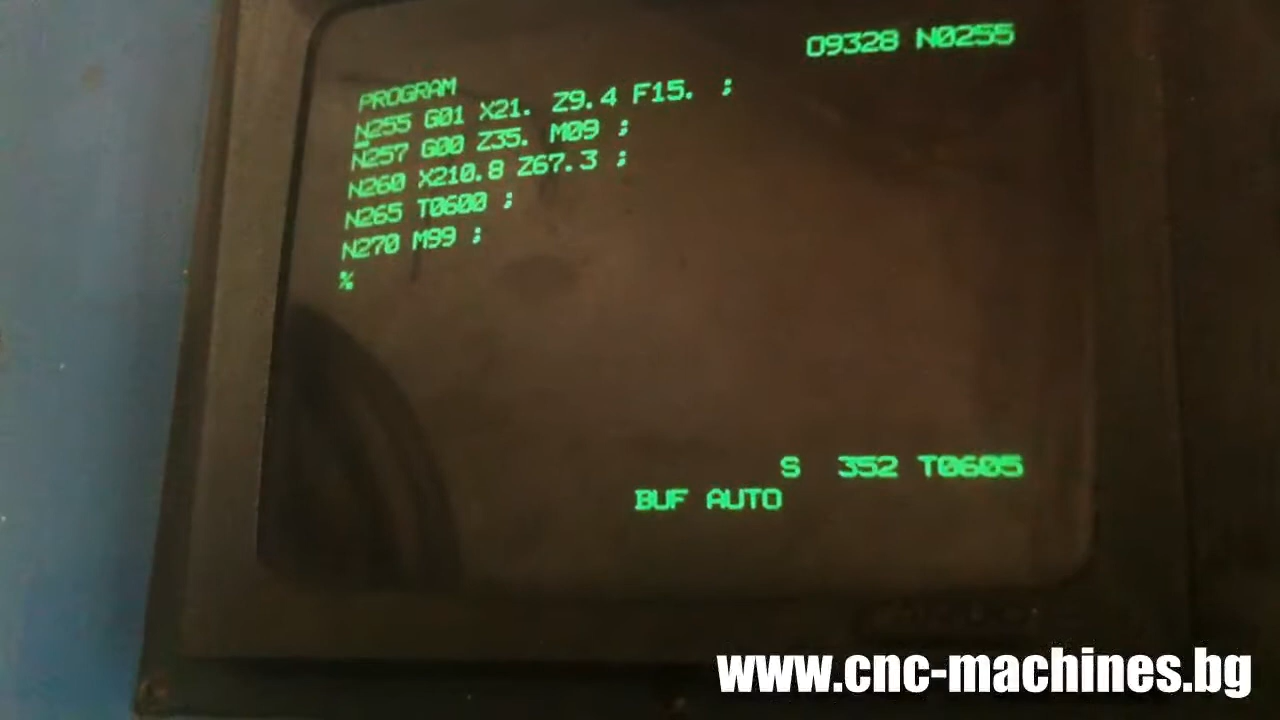 O9328 N0255
PROGRAM
N255 G01 X21. Z9.4 F15. ;
N257 G00 Z35. M09 ;
N260 X210.8 Z67.3 ;
N265 T0600 ;
N270 M99 ;
%
S 352 T0605
BUF AUTO
www.cnc-machines.bg